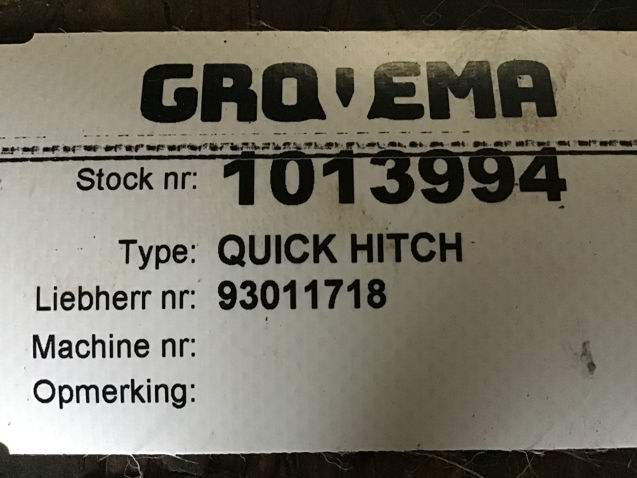 GROVEMA
Stock nr: 1013994
Type: QUICK HITCH
Liebherr nr: 93011718
Machine nr:
Opmerking: